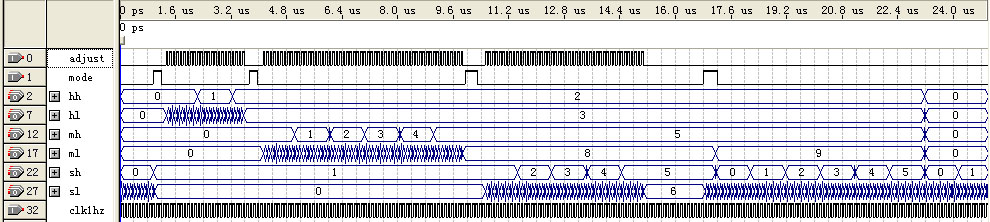 0 ps 1.6 us 3.2 us 4.8 us 6.4 us 8.0 us 9.6 us 11.2 us 12.8 us 14.4 us 16.0 us 17.6 us 19.2 us 20.8 us 22.4 us 24.0 us
0 ps
0 adjust
1 mode
2 hh 0 1 2 0
7 hl 0 3 0
12 mh 0 1 2 3 4 5 0
17 ml 0 8 9 0
22 sh 0 1 2 3 4 5 0 1 2 3 4 5 0 1
27 sl 0 6
32 clk1hz